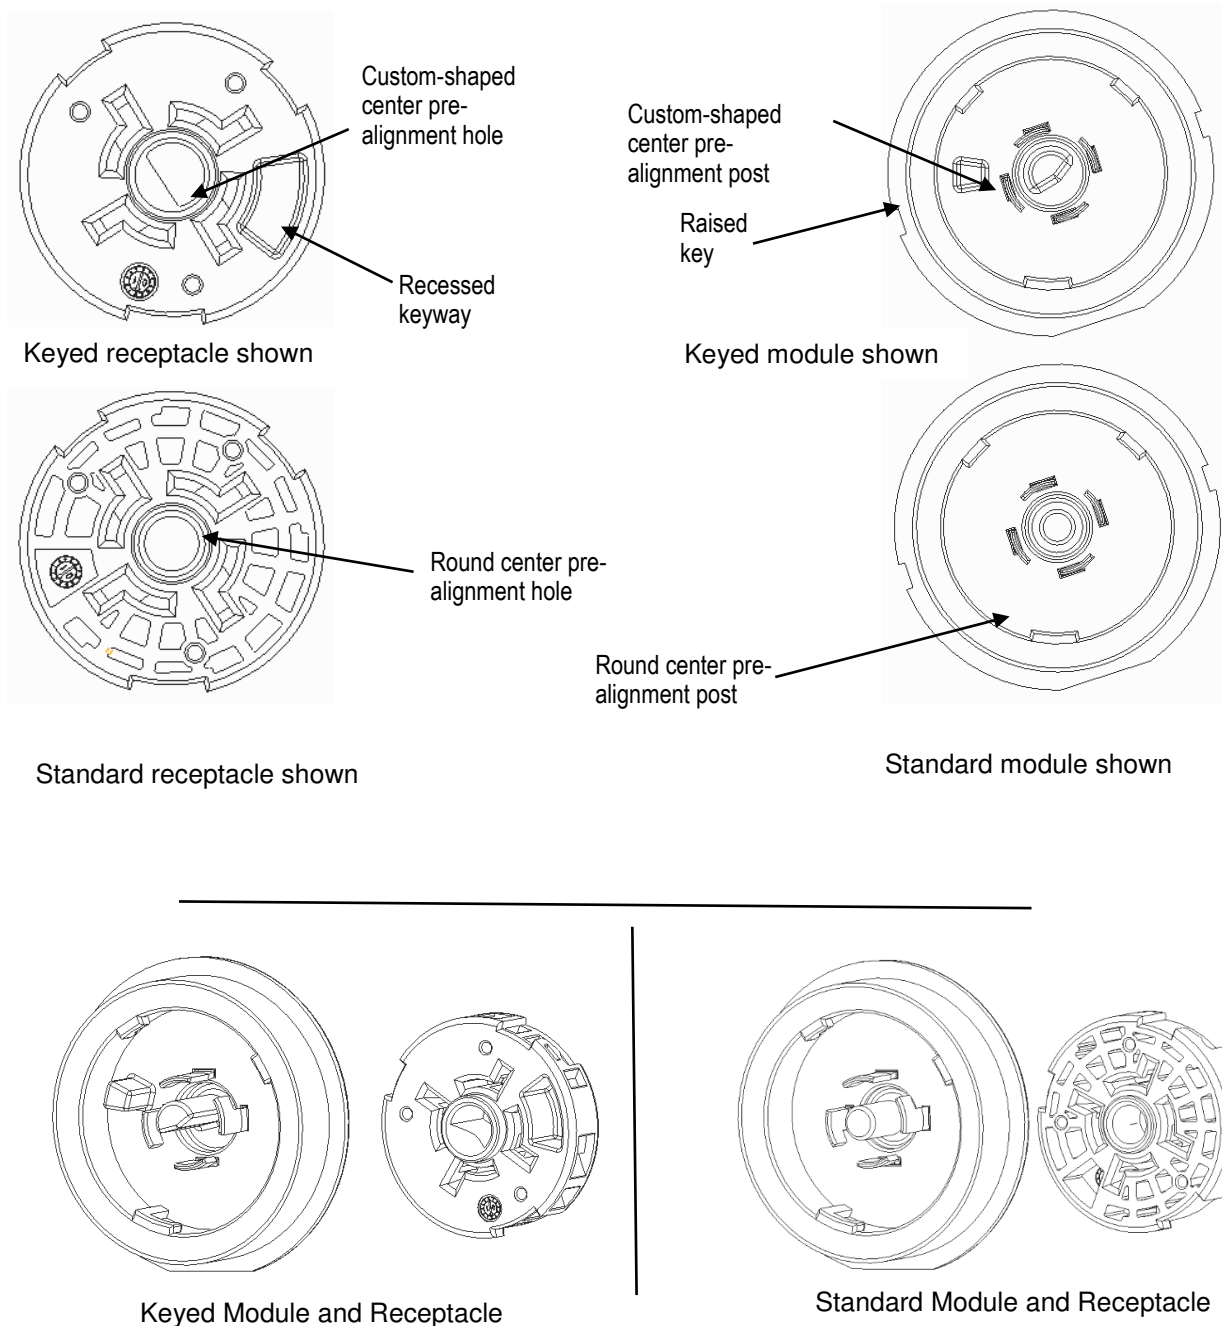 Custom-shaped
center pre-
alignment hole
Recessed
keyway
Keyed receptacle shown
Custom-shaped
center pre-
alignment post
Raised
key
Keyed module shown
Round center pre-
alignment hole
Standard receptacle shown
Round center pre-
alignment post
Standard module shown
Keyed Module and Receptacle
Standard Module and Receptacle